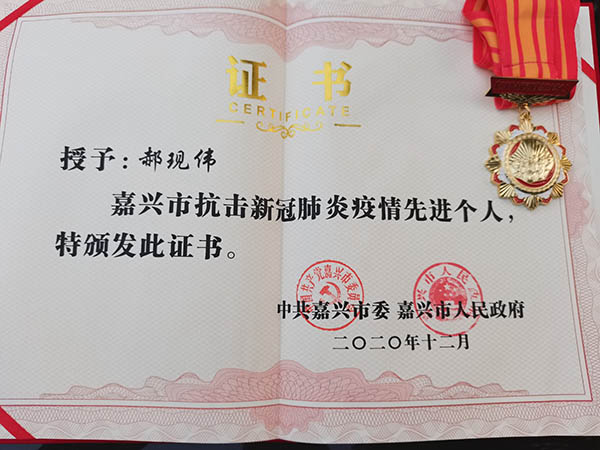 证书
CERTIFICATE
授予：郝现伟
嘉兴市抗击新冠肺炎疫情先进个人，
特颁发此证书。
中共嘉兴市委 嘉兴市人民政府
二〇二〇年十二月